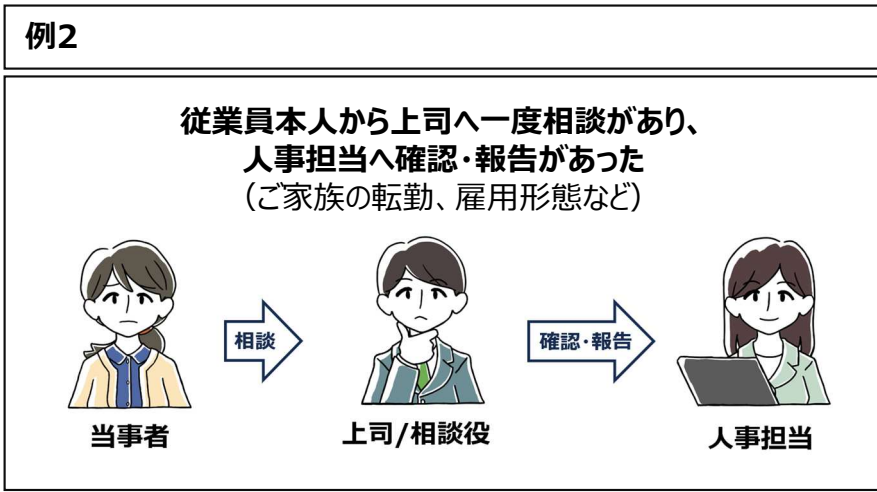 例2
従業員本人から上司へ一度相談があり、
人事担当へ確認・報告があった
（ご家族の転勤、雇用形態など）
相談
確認・報告
当事者
上司/相談役
人事担当